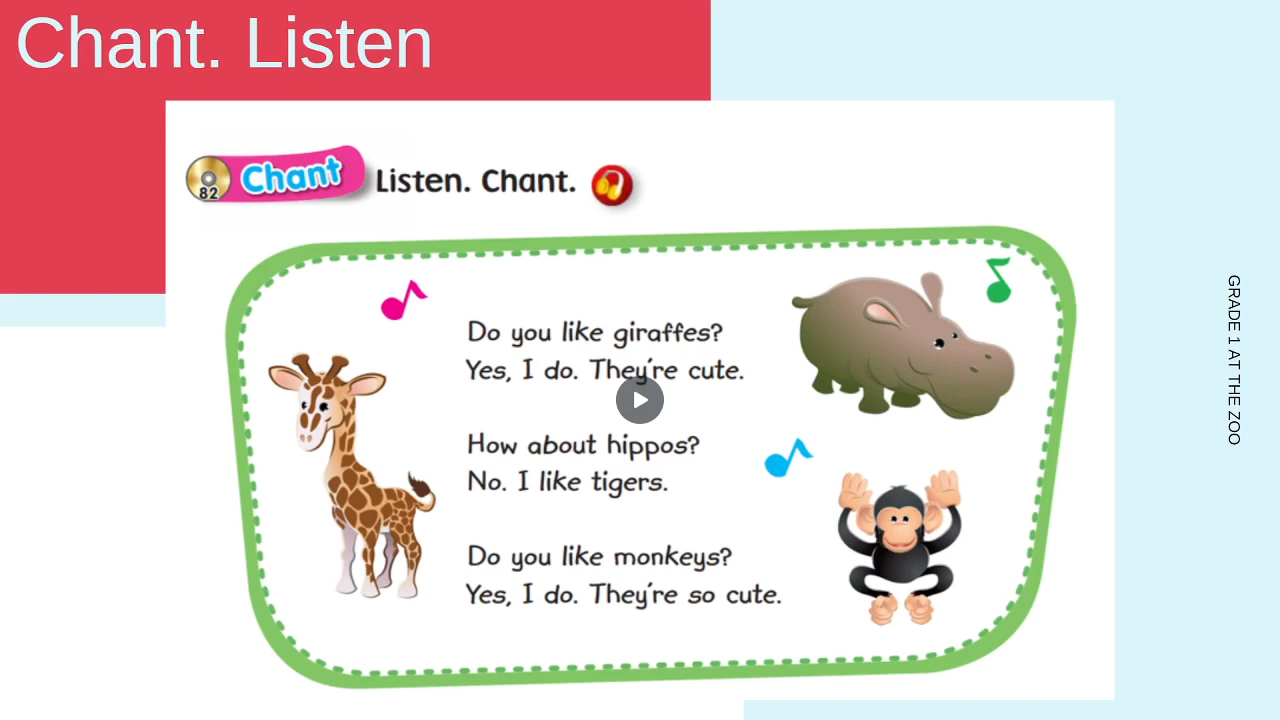 Chant. Listen
82
Chant
Listen. Chant.
Do you like giraffes?
Yes, I do. They're cute.
How about hippos?
No. I like tigers.
Do you like monkeys?
Yes, I do. They're so cute.
GRADE 1 AT THE ZOO